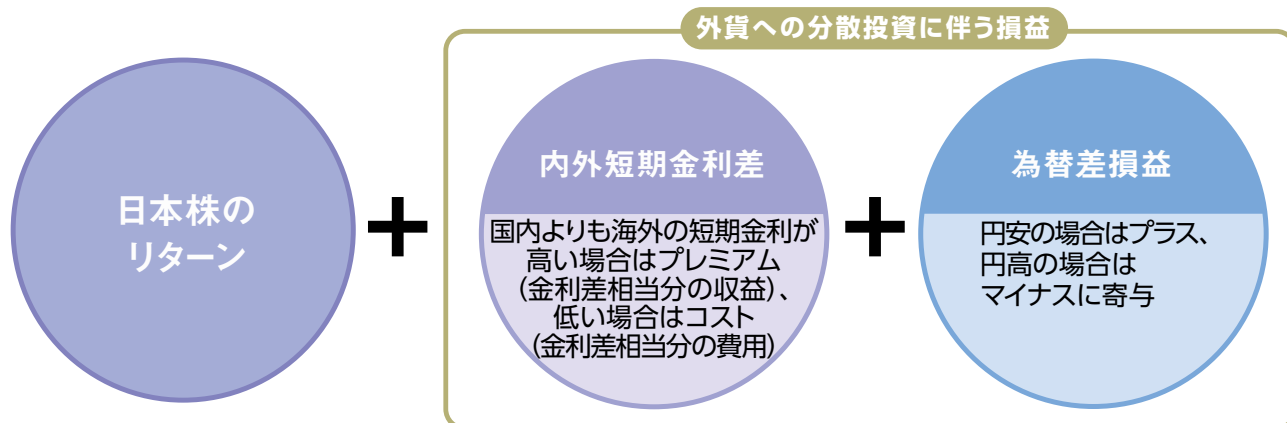 外貨への分散投資に伴う損益
日本株の
リターン
+
内外短期金利差
国内よりも海外の短期金利が
高い場合はプレミアム
(金利差相当分の収益)、
低い場合はコスト
(金利差相当分の費用)
+
為替差損益
円安の場合はプラス、
円高の場合は
マイナスに寄与